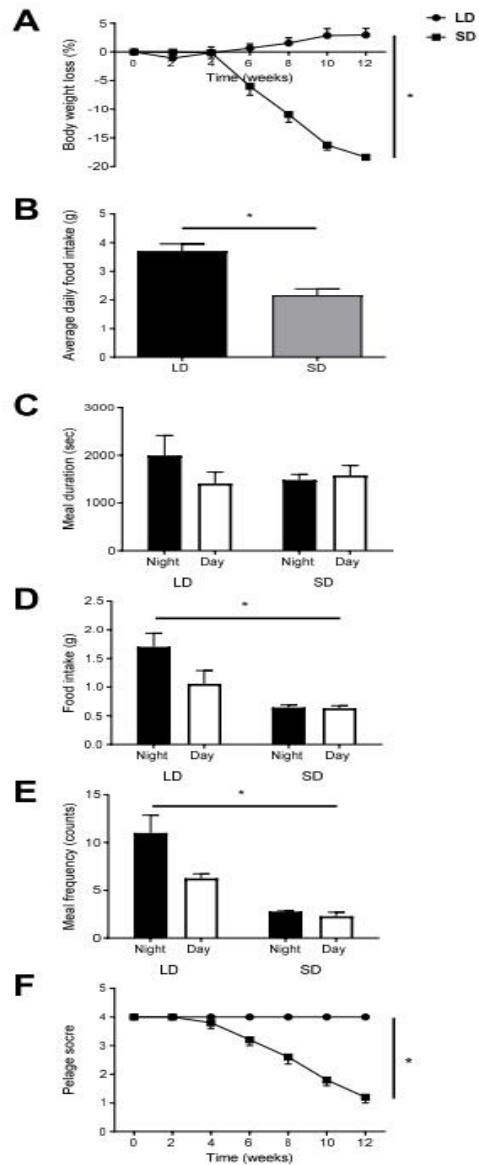 A
LD
SD
Body weight loss (%)
5
0
-5
-10
-15
-20
0 2 4 6 8 10 12
Time (weeks)
*
B
Average daily food intake (g)
5
4
3
2
1
0
*
LD SD
C
Meal duration (sec)
3000
2000
1000
0
Night Day Night Day
LD SD
D
Food intake (g)
2.5
2.0
1.5
1.0
0.5
0.0
*
Night Day Night Day
LD SD
E
Meal frequency (counts)
15
10
5
0
*
Night Day Night Day
LD SD
F
Pelage socre
5
4
3
2
1
0
*
0 2 4 6 8 10 12
Time (weeks)